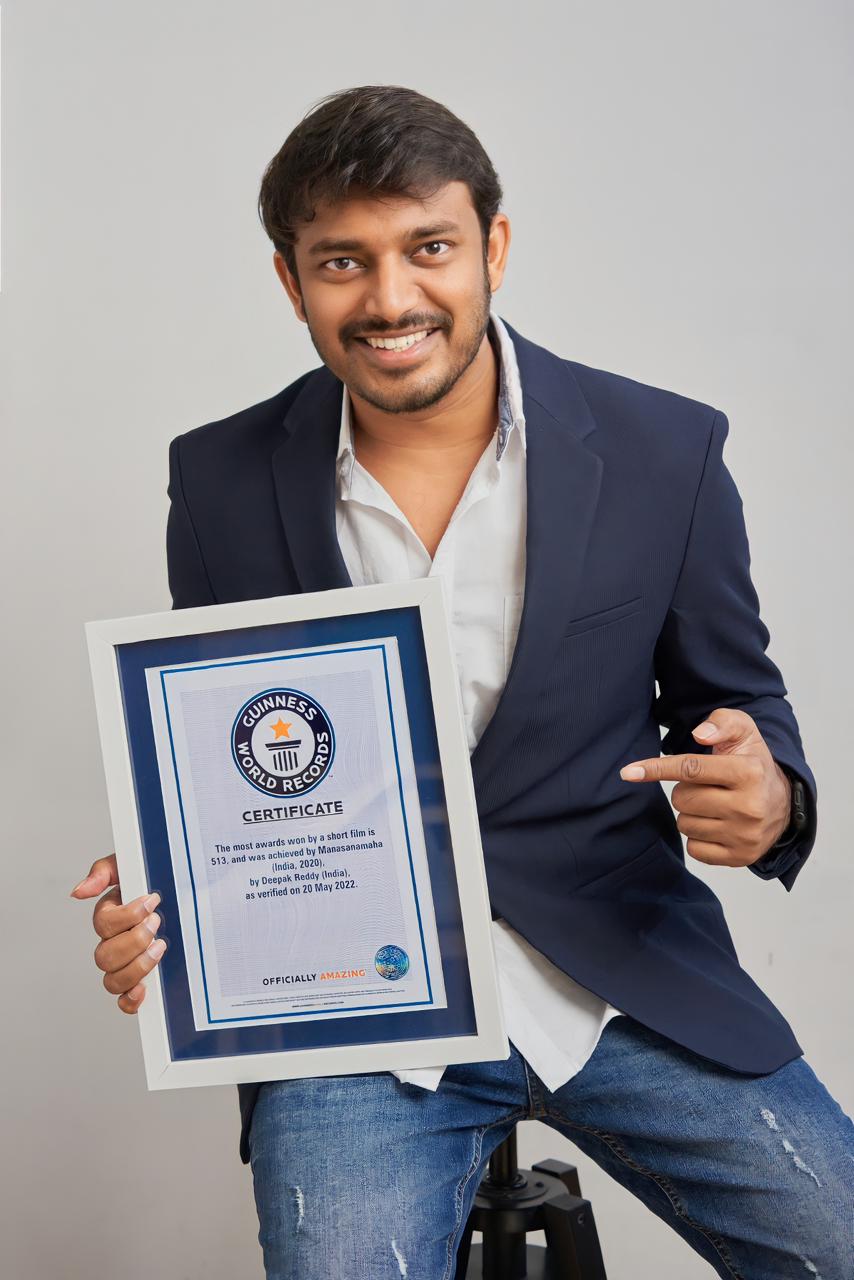 GUINNESS
WORLD RECORDS
CERTIFICATE
The most awards won by a short film is
513, and was achieved by Manasanamaha
(India, 2020),
by Deepak Reddy (India),
as verified on 20 May 2022.
OFFICIALLY AMAZING